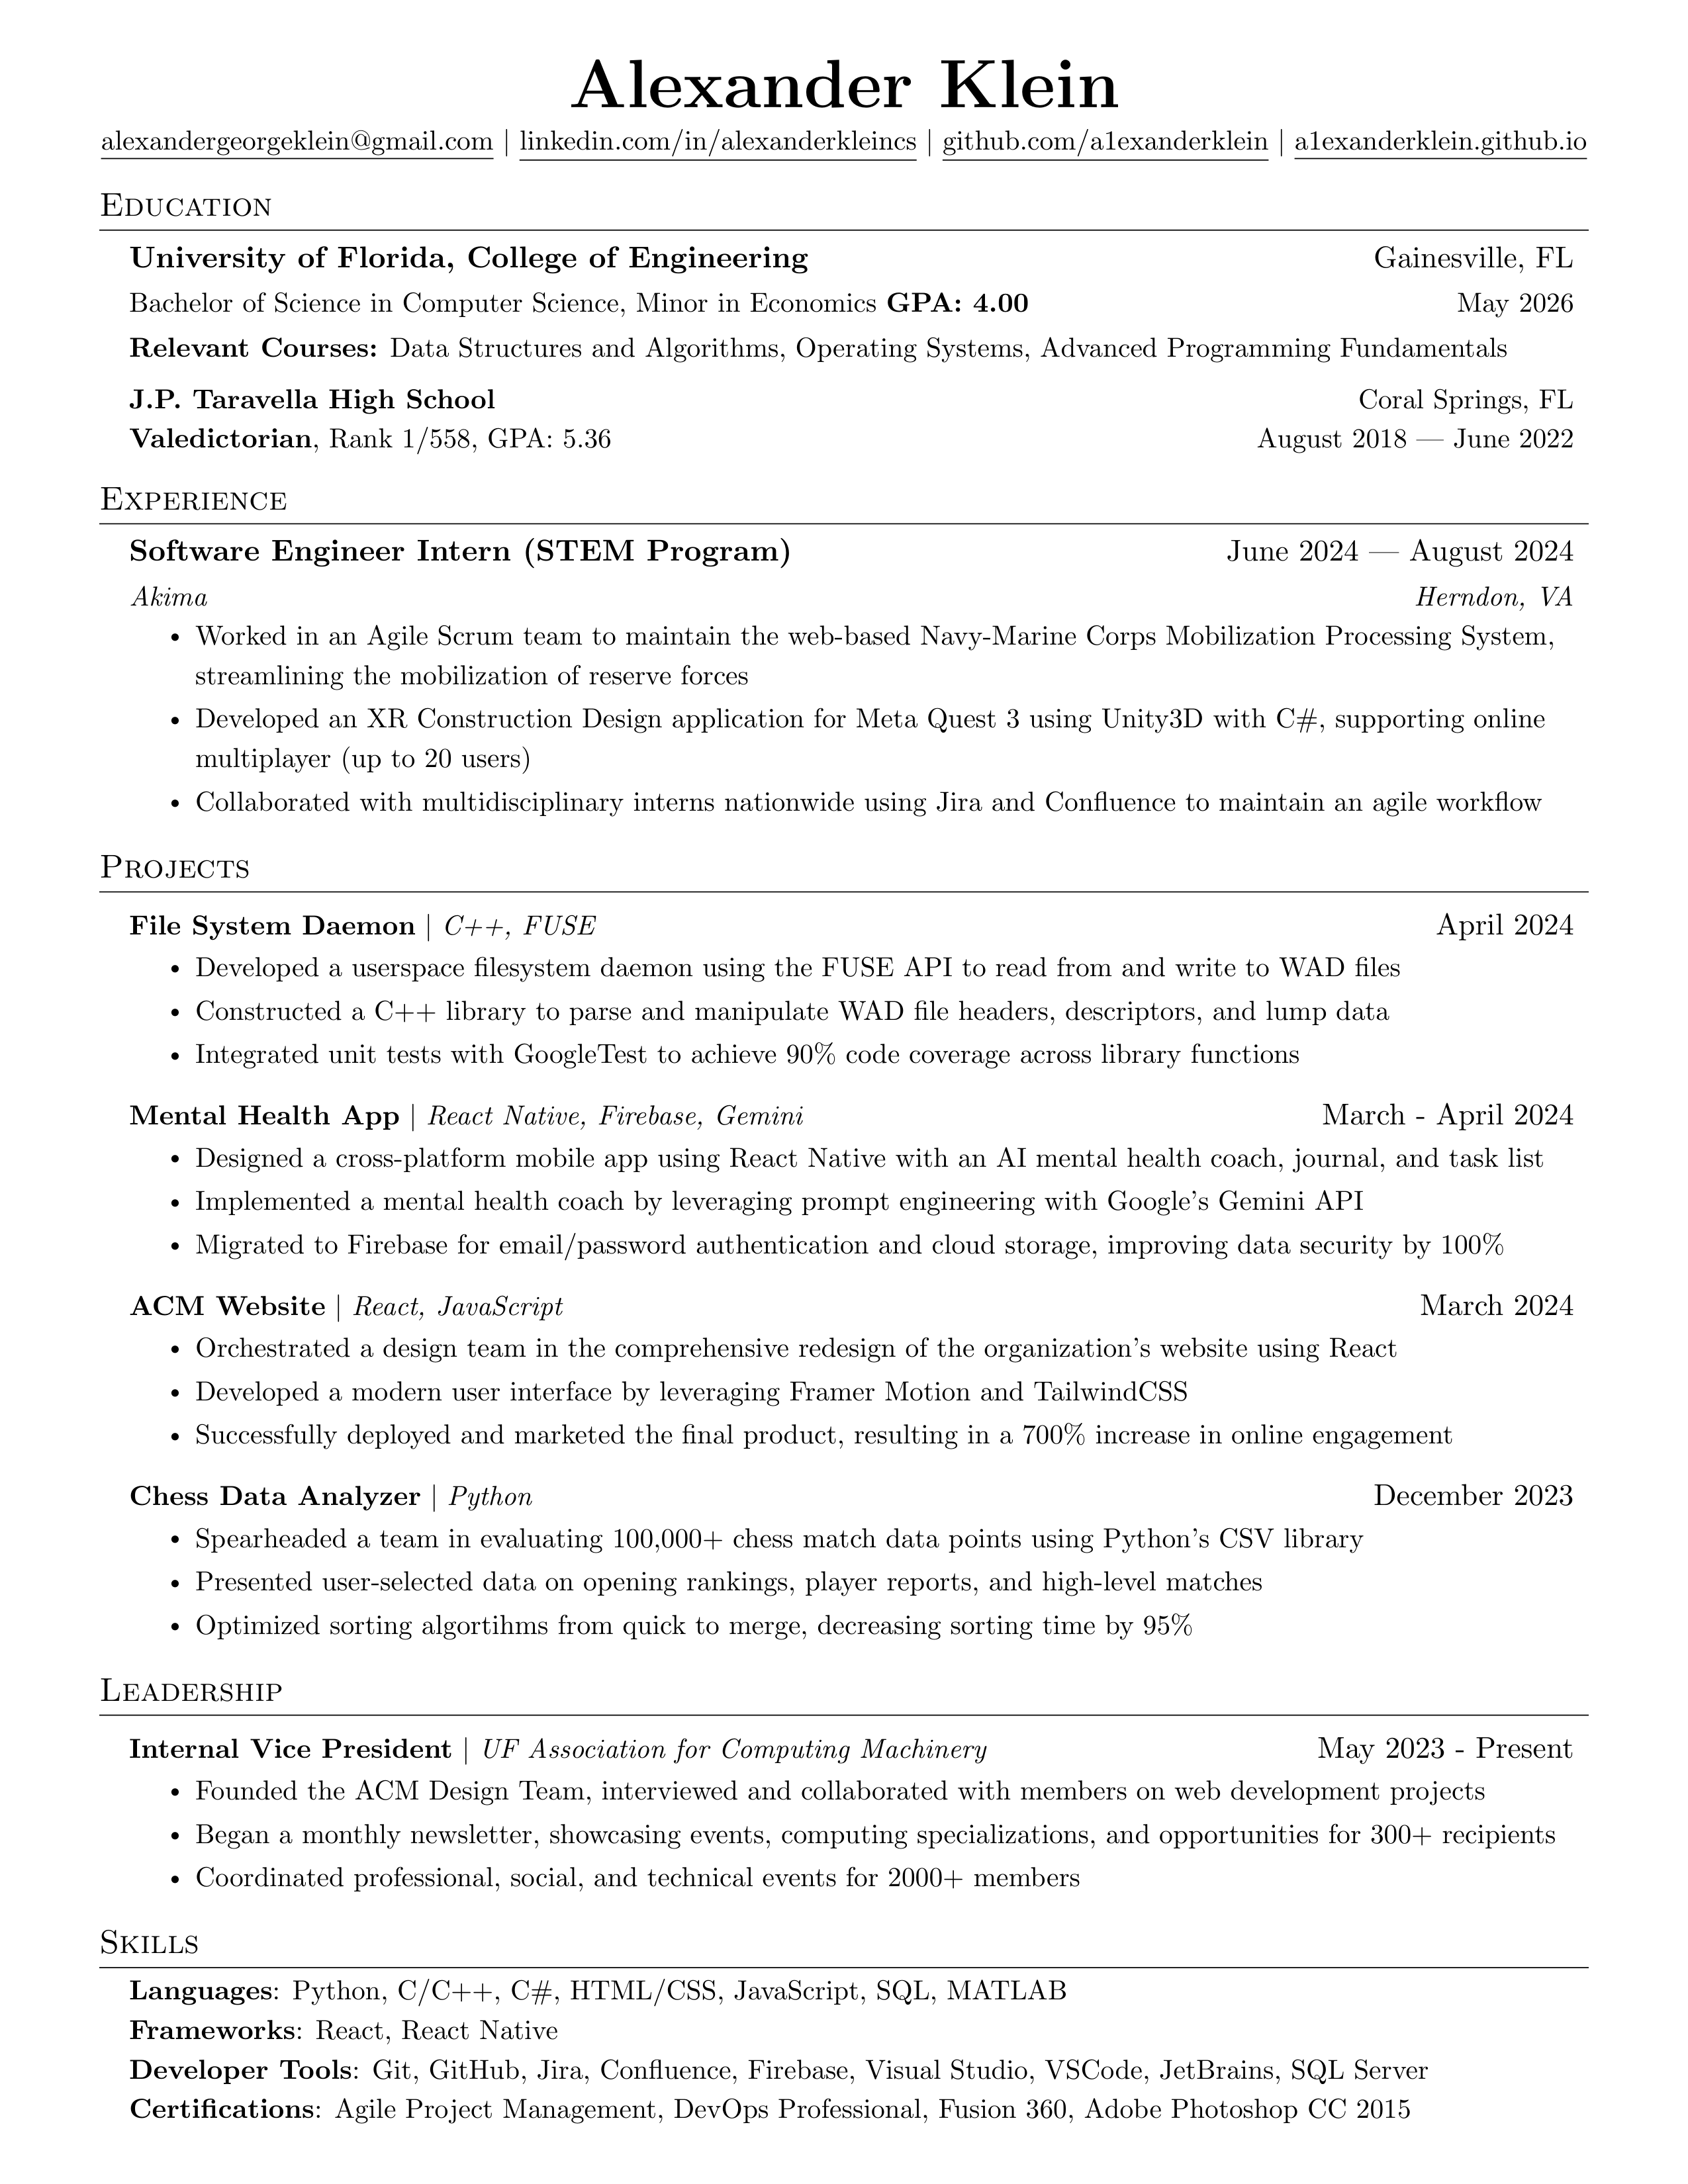 Alexander Klein
alexandergeorgeklein@gmail.com | linkedin.com/in/alexanderkleincs | github.com/a1exanderklein | a1exanderklein.github.io
Education
University of Florida, College of Engineering Gainesville, FL
Bachelor of Science in Computer Science, Minor in Economics GPA: 4.00 May 2026
Relevant Courses: Data Structures and Algorithms, Operating Systems, Advanced Programming Fundamentals
J.P. Taravella High School Coral Springs, FL
Valedictorian, Rank 1/558, GPA: 5.36 August 2018 — June 2022
Experience
Software Engineer Intern (STEM Program) June 2024 — August 2024
Akima Herndon, VA
• Worked in an Agile Scrum team to maintain the web-based Navy-Marine Corps Mobilization Processing System,
streamlining the mobilization of reserve forces
• Developed an XR Construction Design application for Meta Quest 3 using Unity3D with C#, supporting online
multiplayer (up to 20 users)
• Collaborated with multidisciplinary interns nationwide using Jira and Confluence to maintain an agile workflow
Projects
File System Daemon | C++, FUSE April 2024
• Developed a userspace filesystem daemon using the FUSE API to read from and write to WAD files
• Constructed a C++ library to parse and manipulate WAD file headers, descriptors, and lump data
• Integrated unit tests with GoogleTest to achieve 90% code coverage across library functions
Mental Health App | React Native, Firebase, Gemini March - April 2024
• Designed a cross-platform mobile app using React Native with an AI mental health coach, journal, and task list
• Implemented a mental health coach by leveraging prompt engineering with Google's Gemini API
• Migrated to Firebase for email/password authentication and cloud storage, improving data security by 100%
ACM Website | React, JavaScript March 2024
• Orchestrated a design team in the comprehensive redesign of the organization's website using React
• Developed a modern user interface by leveraging Framer Motion and TailwindCSS
• Successfully deployed and marketed the final product, resulting in a 700% increase in online engagement
Chess Data Analyzer | Python December 2023
• Spearheaded a team in evaluating 100,000+ chess match data points using Python's CSV library
• Presented user-selected data on opening rankings, player reports, and high-level matches
• Optimized sorting algortihms from quick to merge, decreasing sorting time by 95%
Leadership
Internal Vice President | UF Association for Computing Machinery May 2023 - Present
• Founded the ACM Design Team, interviewed and collaborated with members on web development projects
• Began a monthly newsletter, showcasing events, computing specializations, and opportunities for 300+ recipients
• Coordinated professional, social, and technical events for 2000+ members
Skills
Languages: Python, C/C++, C#, HTML/CSS, JavaScript, SQL, MATLAB
Frameworks: React, React Native
Developer Tools: Git, GitHub, Jira, Confluence, Firebase, Visual Studio, VSCode, JetBrains, SQL Server
Certifications: Agile Project Management, DevOps Professional, Fusion 360, Adobe Photoshop CC 2015